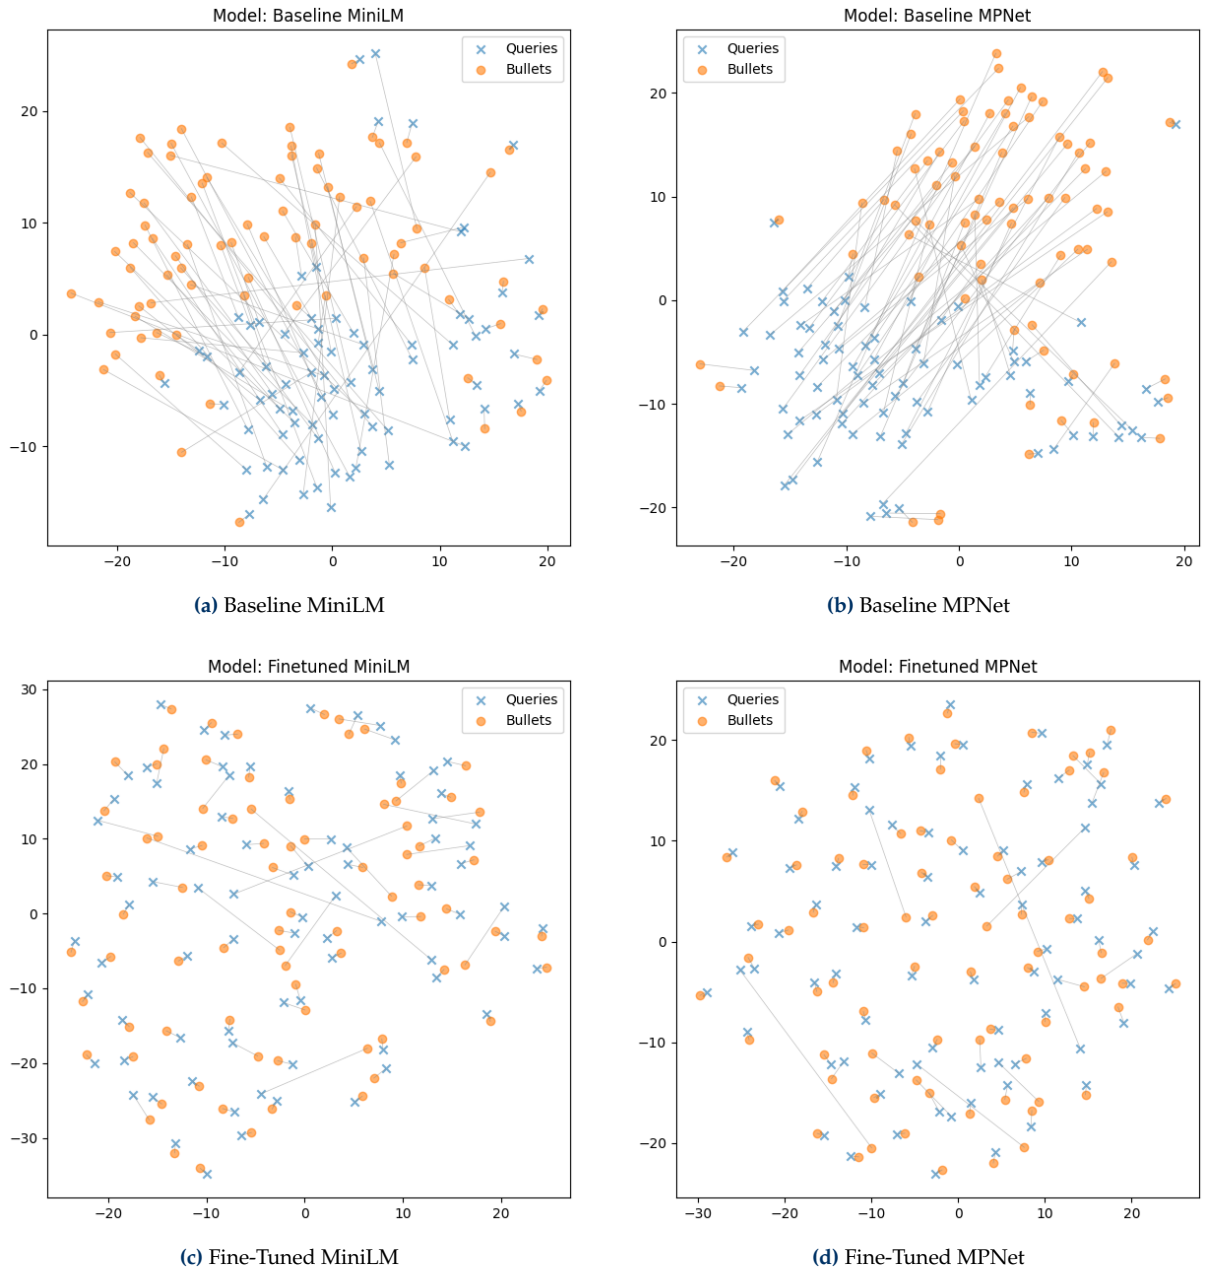 Model: Baseline MiniLM
Queries
Bullets
20
10
0
−10
−20
−10
0
10
20
(a) Baseline MiniLM
Model: Baseline MPNet
Queries
Bullets
20
10
0
−10
−20
−20
−10
0
10
20
(b) Baseline MPNet
Model: Finetuned MiniLM
Queries
Bullets
30
20
10
0
−10
−20
−30
−20
−10
0
10
20
(c) Fine-Tuned MiniLM
Model: Finetuned MPNet
Queries
Bullets
20
10
0
−10
−20
−30
−20
−10
0
10
20
(d) Fine-Tuned MPNet